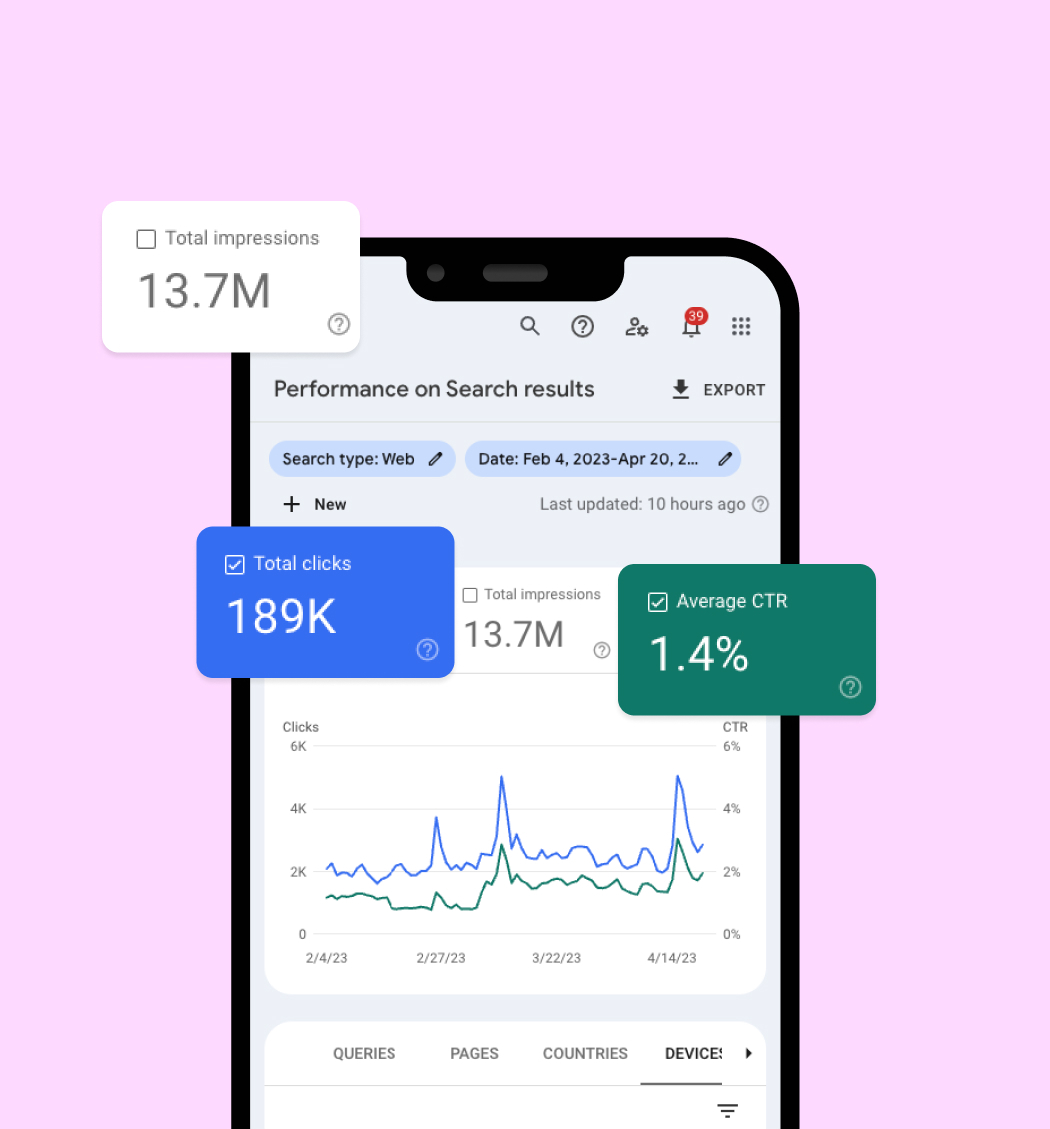 Total impressions
13.7M
39
Performance on Search results
EXPORT
Search type: Web
Date: Feb 4, 2023-Apr 20, 2...
New
Last updated: 10 hours ago
Total clicks
189K
Total impressions
13.7M
Average CTR
1.4%
Clicks
CTR
6K
6%
4K
4%
2K
2%
0
0%
2/4/23
2/27/23
3/22/23
4/14/23
QUERIES
PAGES
COUNTRIES
DEVICES